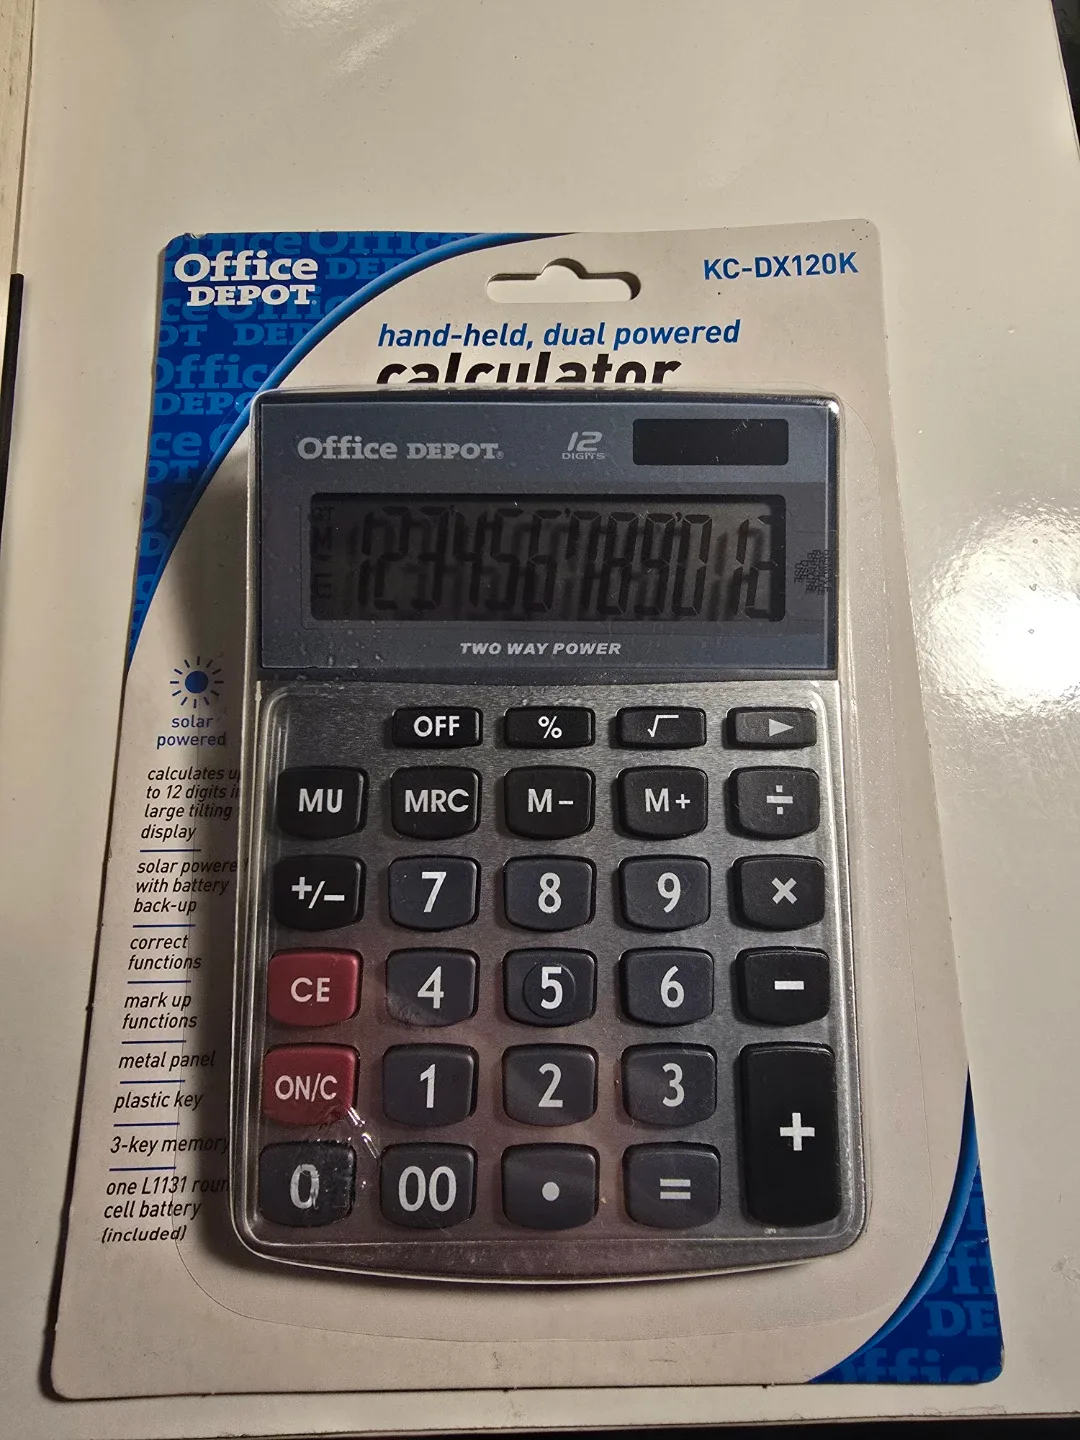 Office
DEPOT
KC-DX120K
hand-held, dual powered
calculator
Office DEPOT®
12
DIGITS
TWO WAY POWER
solar
powered
calculates u
to 12 digits i
large tilting
display
solar powere
with battery
back-up
correct
functions
mark up
functions
metal panel
plastic key
3-key memory
one L1131 roun
cell battery
(included)
OFF % √ ▶
MU MRC M- M+ ÷
+/- 7 8 9 ×
CE 4 5 6 -
ON/C 1 2 3
+
0 00 • =